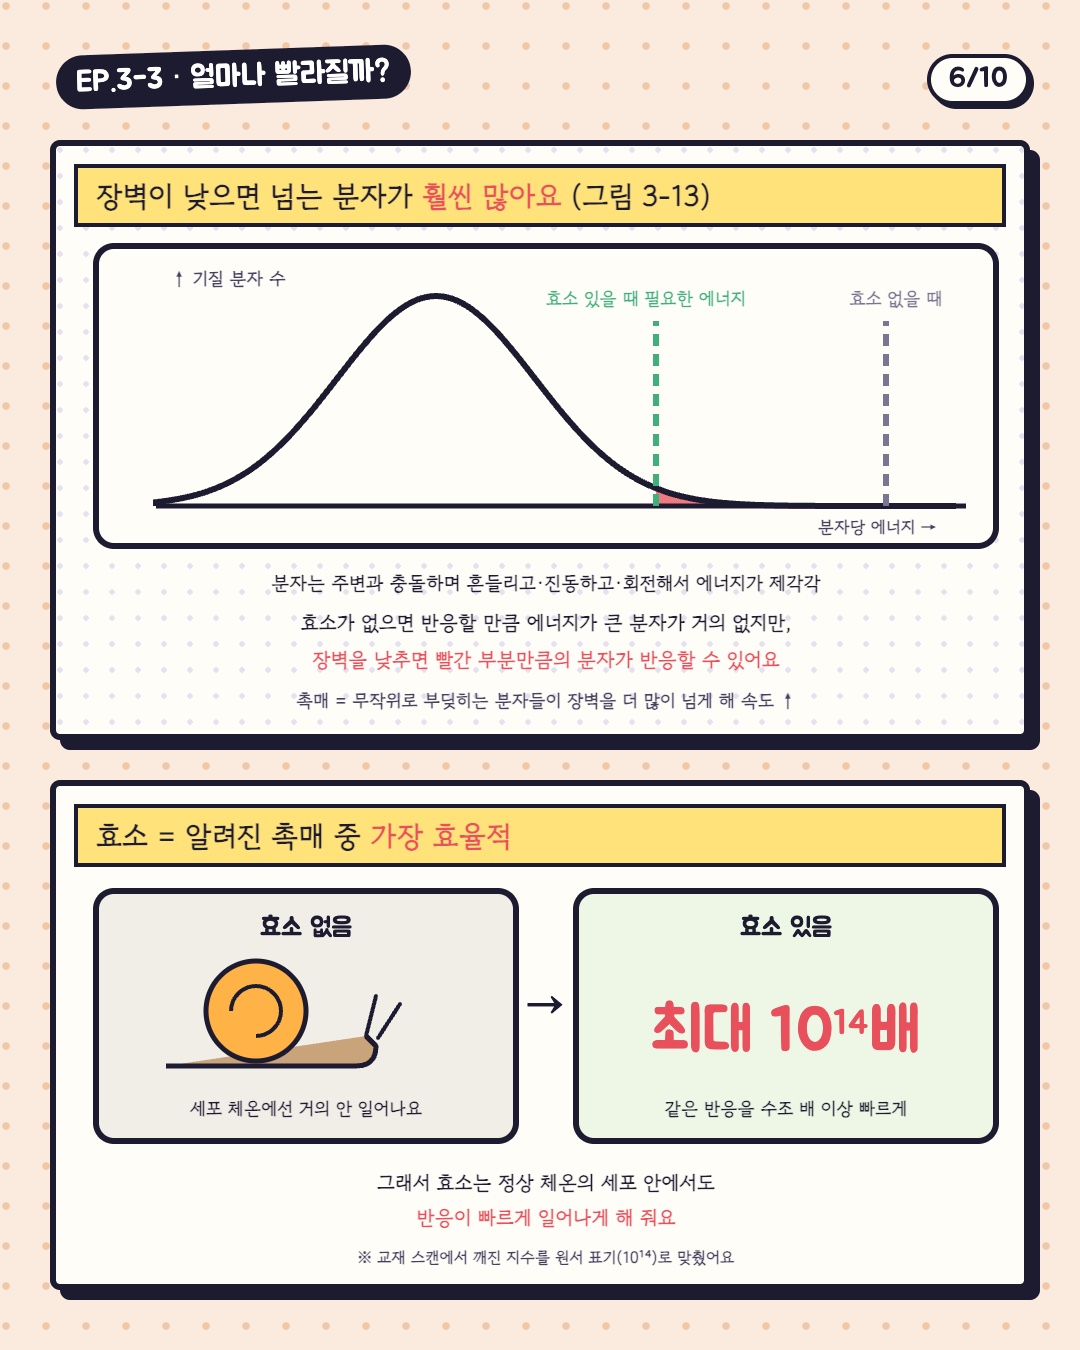 EP.3-3 · 얼마나 빨라질까?
6/10
장벽이 낮으면 넘는 분자가 훨씬 많아요 (그림 3-13)
↑ 기질 분자 수
효소 있을 때 필요한 에너지
효소 없을 때
분자당 에너지 →
분자는 주변과 충돌하며 흔들리고·진동하고·회전해서 에너지가 제각각
효소가 없으면 반응할 만큼 에너지가 큰 분자가 거의 없지만,
장벽을 낮추면 빨간 부분만큼의 분자가 반응할 수 있어요
촉매 = 무작위로 부딪히는 분자들이 장벽을 더 많이 넘게 해 속도 ↑
효소 = 알려진 촉매 중 가장 효율적
효소 없음
세포 체온에선 거의 안 일어나요
→
효소 있음
최대 10¹⁴배
같은 반응을 수조 배 이상 빠르게
그래서 효소는 정상 체온의 세포 안에서도
반응이 빠르게 일어나게 해 줘요
※ 교재 스캔에서 깨진 지수를 원서 표기(10¹⁴)로 맞췄어요